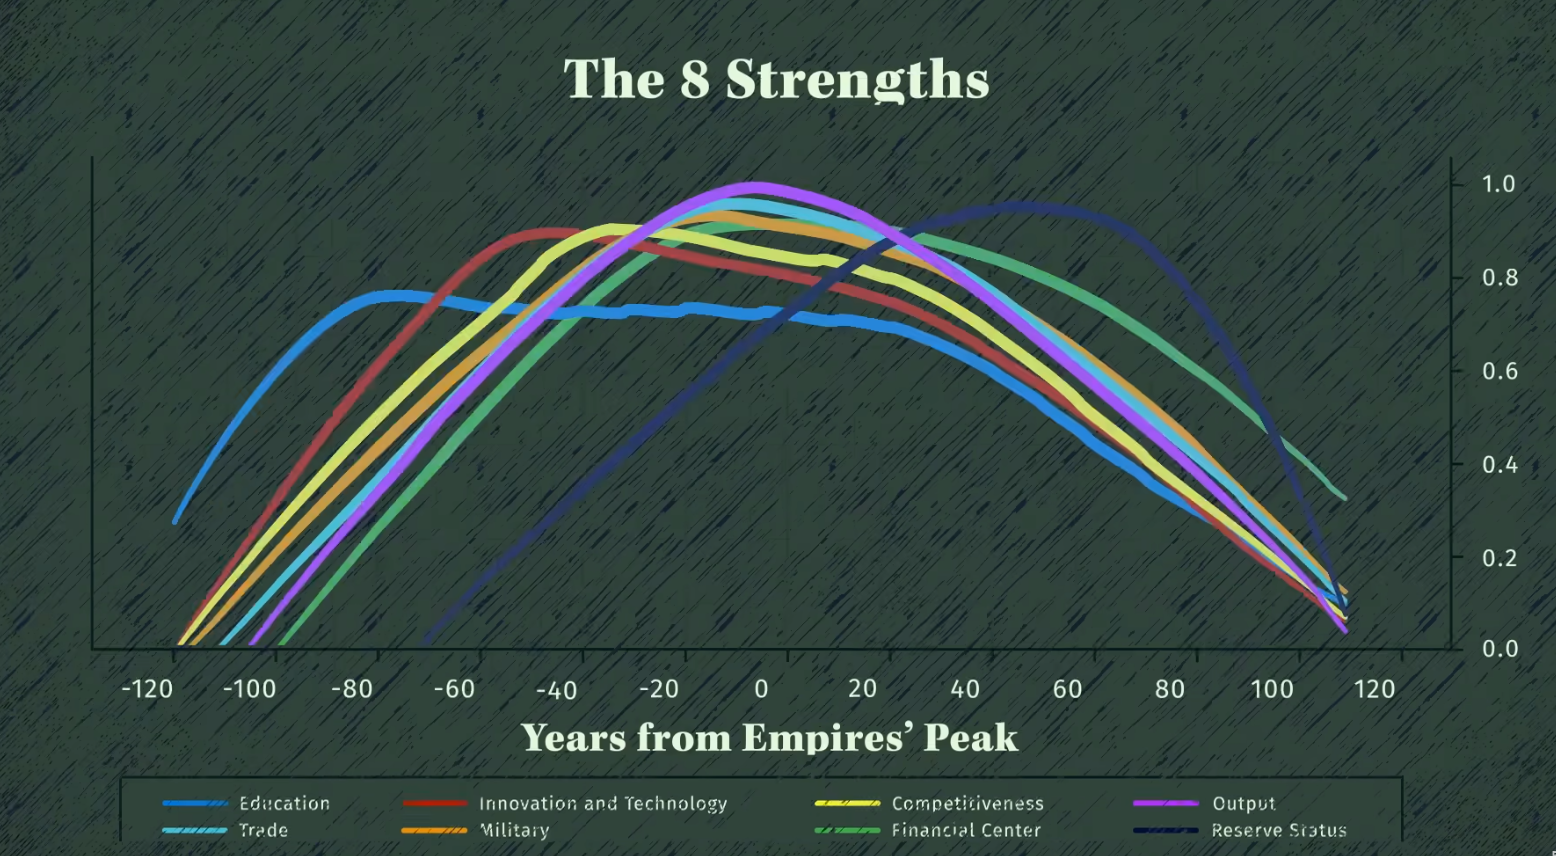 The 8 Strengths
1.0
0.8
0.6
0.4
0.2
0.0
-120 -100 -80 -60 -40 -20 0 20 40 60 80 100 120
Years from Empires’ Peak
Education Innovation and Technology Competitiveness Output
Trade Military Financial Center Reserve Status